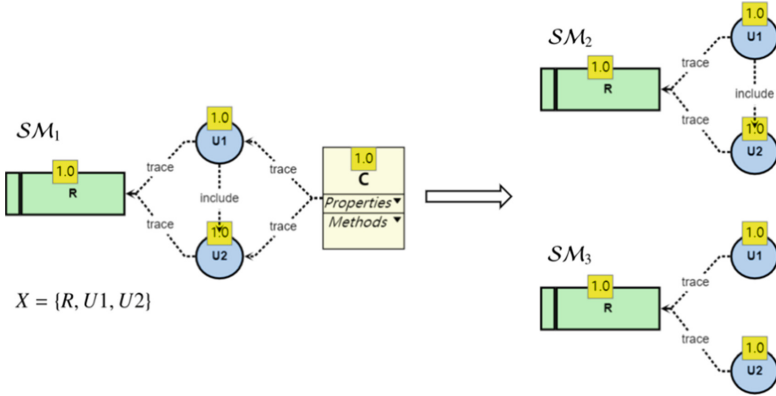 SM₁
1.0
R
trace
trace
1.0
U1
include
1.0
U2
trace
trace
1.0
C
Properties
Methods
X = {R, U1, U2}
SM₂
1.0
R
trace
trace
1.0
U1
include
1.0
U2
SM₃
1.0
R
trace
trace
1.0
U1
1.0
U2